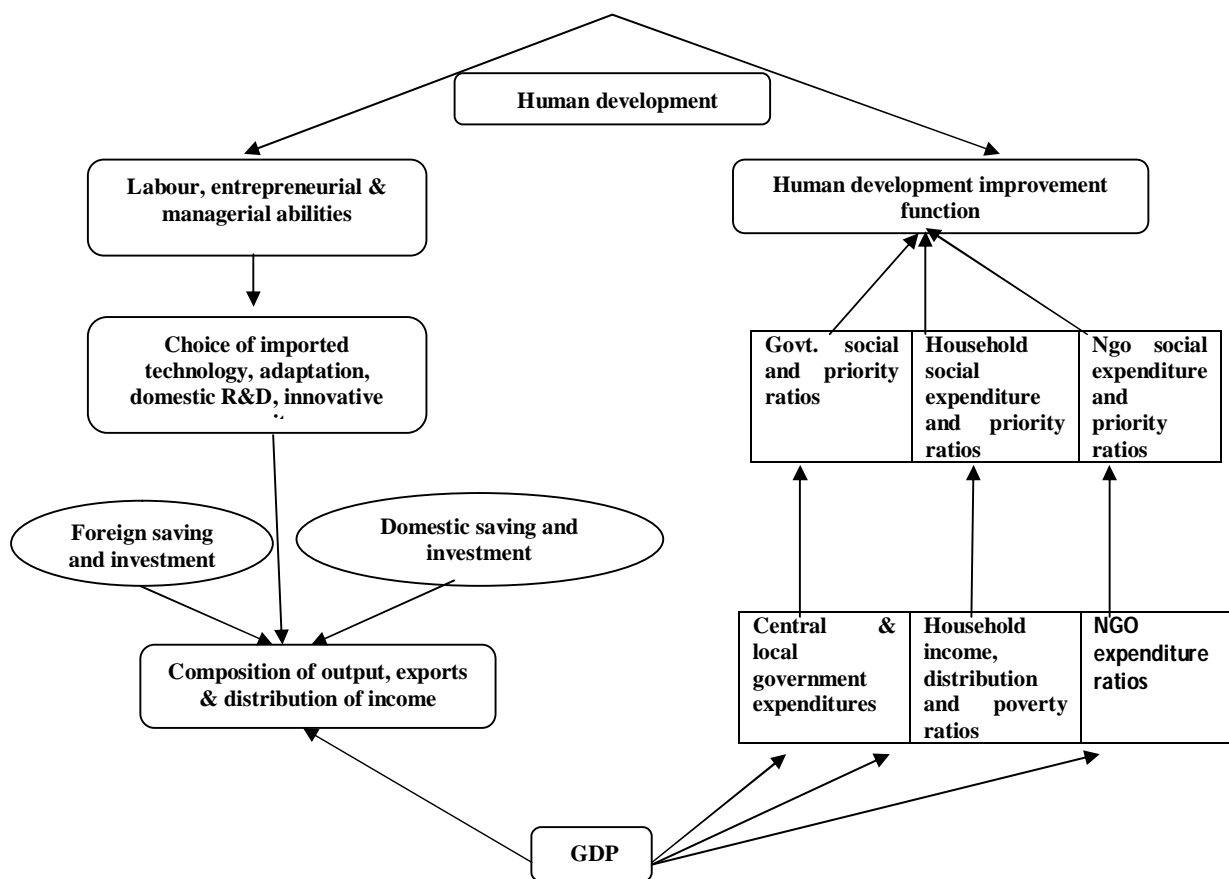 Human development
Labour, entrepreneurial &
managerial abilities
Human development improvement
function
Choice of imported
technology, adaptation,
domestic R&D, innovative
Govt. social
and priority
ratios
Household
social
expenditure
and priority
ratios
Ngo social
expenditure
and
priority
ratios
Foreign saving
and investment
Domestic saving and
investment
Central &
local
government
expenditures
Household
income,
distribution
and poverty
ratios
NGO
expenditure
ratios
Composition of output, exports
& distribution of income
GDP